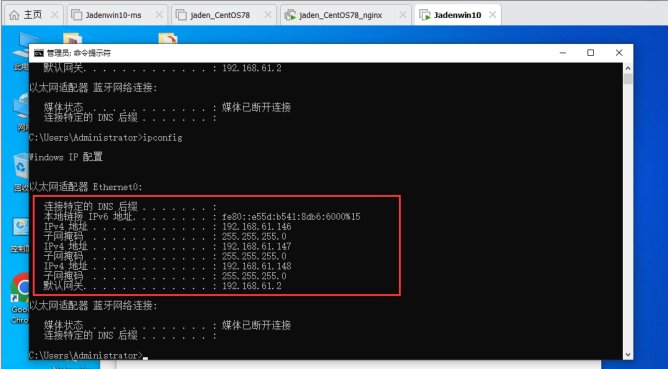 主页
Jadenwin10-ms
jaden_CentOS78
jaden_CentOS78_nginx
Jadenwin10
管理员: 命令提示符
默认网关. . . . . . . . . . . . . : 192.168.61.2
以太网适配器 蓝牙网络连接:
媒体状态 . . . . . . . . . . . . : 媒体已断开连接
连接特定的 DNS 后缀 . . . . . . . :
C:\Users\Administrator>ipconfig
Windows IP 配置
以太网适配器 Ethernet0:
连接特定的 DNS 后缀 . . . . . . . :
本地链接 IPv6 地址. . . . . . . . : fe80::e55d:b541:8db6:6000%15
IPv4 地址 . . . . . . . . . . . . : 192.168.61.146
子网掩码 . . . . . . . . . . . . : 255.255.255.0
IPv4 地址 . . . . . . . . . . . . : 192.168.61.147
子网掩码 . . . . . . . . . . . . : 255.255.255.0
IPv4 地址 . . . . . . . . . . . . : 192.168.61.148
子网掩码 . . . . . . . . . . . . : 255.255.255.0
默认网关. . . . . . . . . . . . . : 192.168.61.2
以太网适配器 蓝牙网络连接:
媒体状态 . . . . . . . . . . . . : 媒体已断开连接
连接特定的 DNS 后缀 . . . . . . . :
C:\Users\Administrator>